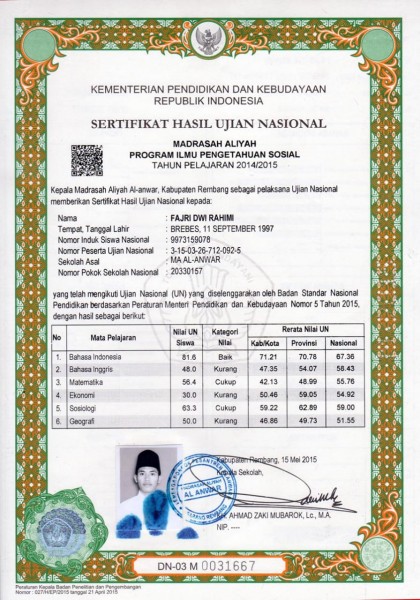 KEMENTERIAN PENDIDIKAN DAN KEBUDAYAAN
REPUBLIK INDONESIA
SERTIFIKAT HASIL UJIAN NASIONAL
MADRASAH ALIYAH
PROGRAM ILMU PENGETAHUAN SOSIAL
TAHUN PELAJARAN 2014/2015
Kepala Madrasah Aliyah Al-anwar, Kabupaten Rembang sebagai pelaksana Ujian Nasional
memberikan Sertifikat Hasil Ujian Nasional kepada:
Nama : FAJRI DWI RAHIMI
Tempat, Tanggal Lahir : BREBES, 11 SEPTEMBER 1997
Nomor Induk Siswa Nasional : 9973159078
Nomor Peserta Ujian Nasional : 3-15-03-26-712-092-5
Sekolah Asal : MA AL-ANWAR
Nomor Pokok Sekolah Nasional : 20330157
yang telah mengikuti Ujian Nasional (UN) yang diselenggarakan oleh Badan Standar Nasional
Pendidikan berdasarkan Peraturan Menteri Pendidikan dan Kebudayaan Nomor 5 Tahun 2015,
dengan hasil sebagai berikut:
No Mata Pelajaran Nilai UN Siswa Kategori Nilai Rerata Nilai UN
Kab/Kota Provinsi Nasional
1. Bahasa Indonesia 81.6 Baik 71.21 70.78 67.36
2. Bahasa Inggris 48.0 Kurang 47.35 54.07 58.43
3. Matematika 56.4 Cukup 42.13 48.99 55.76
4. Ekonomi 30.0 Kurang 50.46 59.05 54.92
5. Sosiologi 63.3 Cukup 59.22 62.89 59.00
6. Geografi 50.0 Kurang 46.86 49.73 51.55
Kabupaten Rembang, 15 Mei 2015
Kepala Sekolah,
MADRASAH ALIYAH
AL ANWAR
KH. AHMAD ZAKI MUBAROK, Lc., M.A.
NIP. ----
DN-03 M 0031667
Peraturan Kepala Badan Penelitian dan Pengembangan
Nomor : 027/H/EP/2015 tanggal 21 April 2015